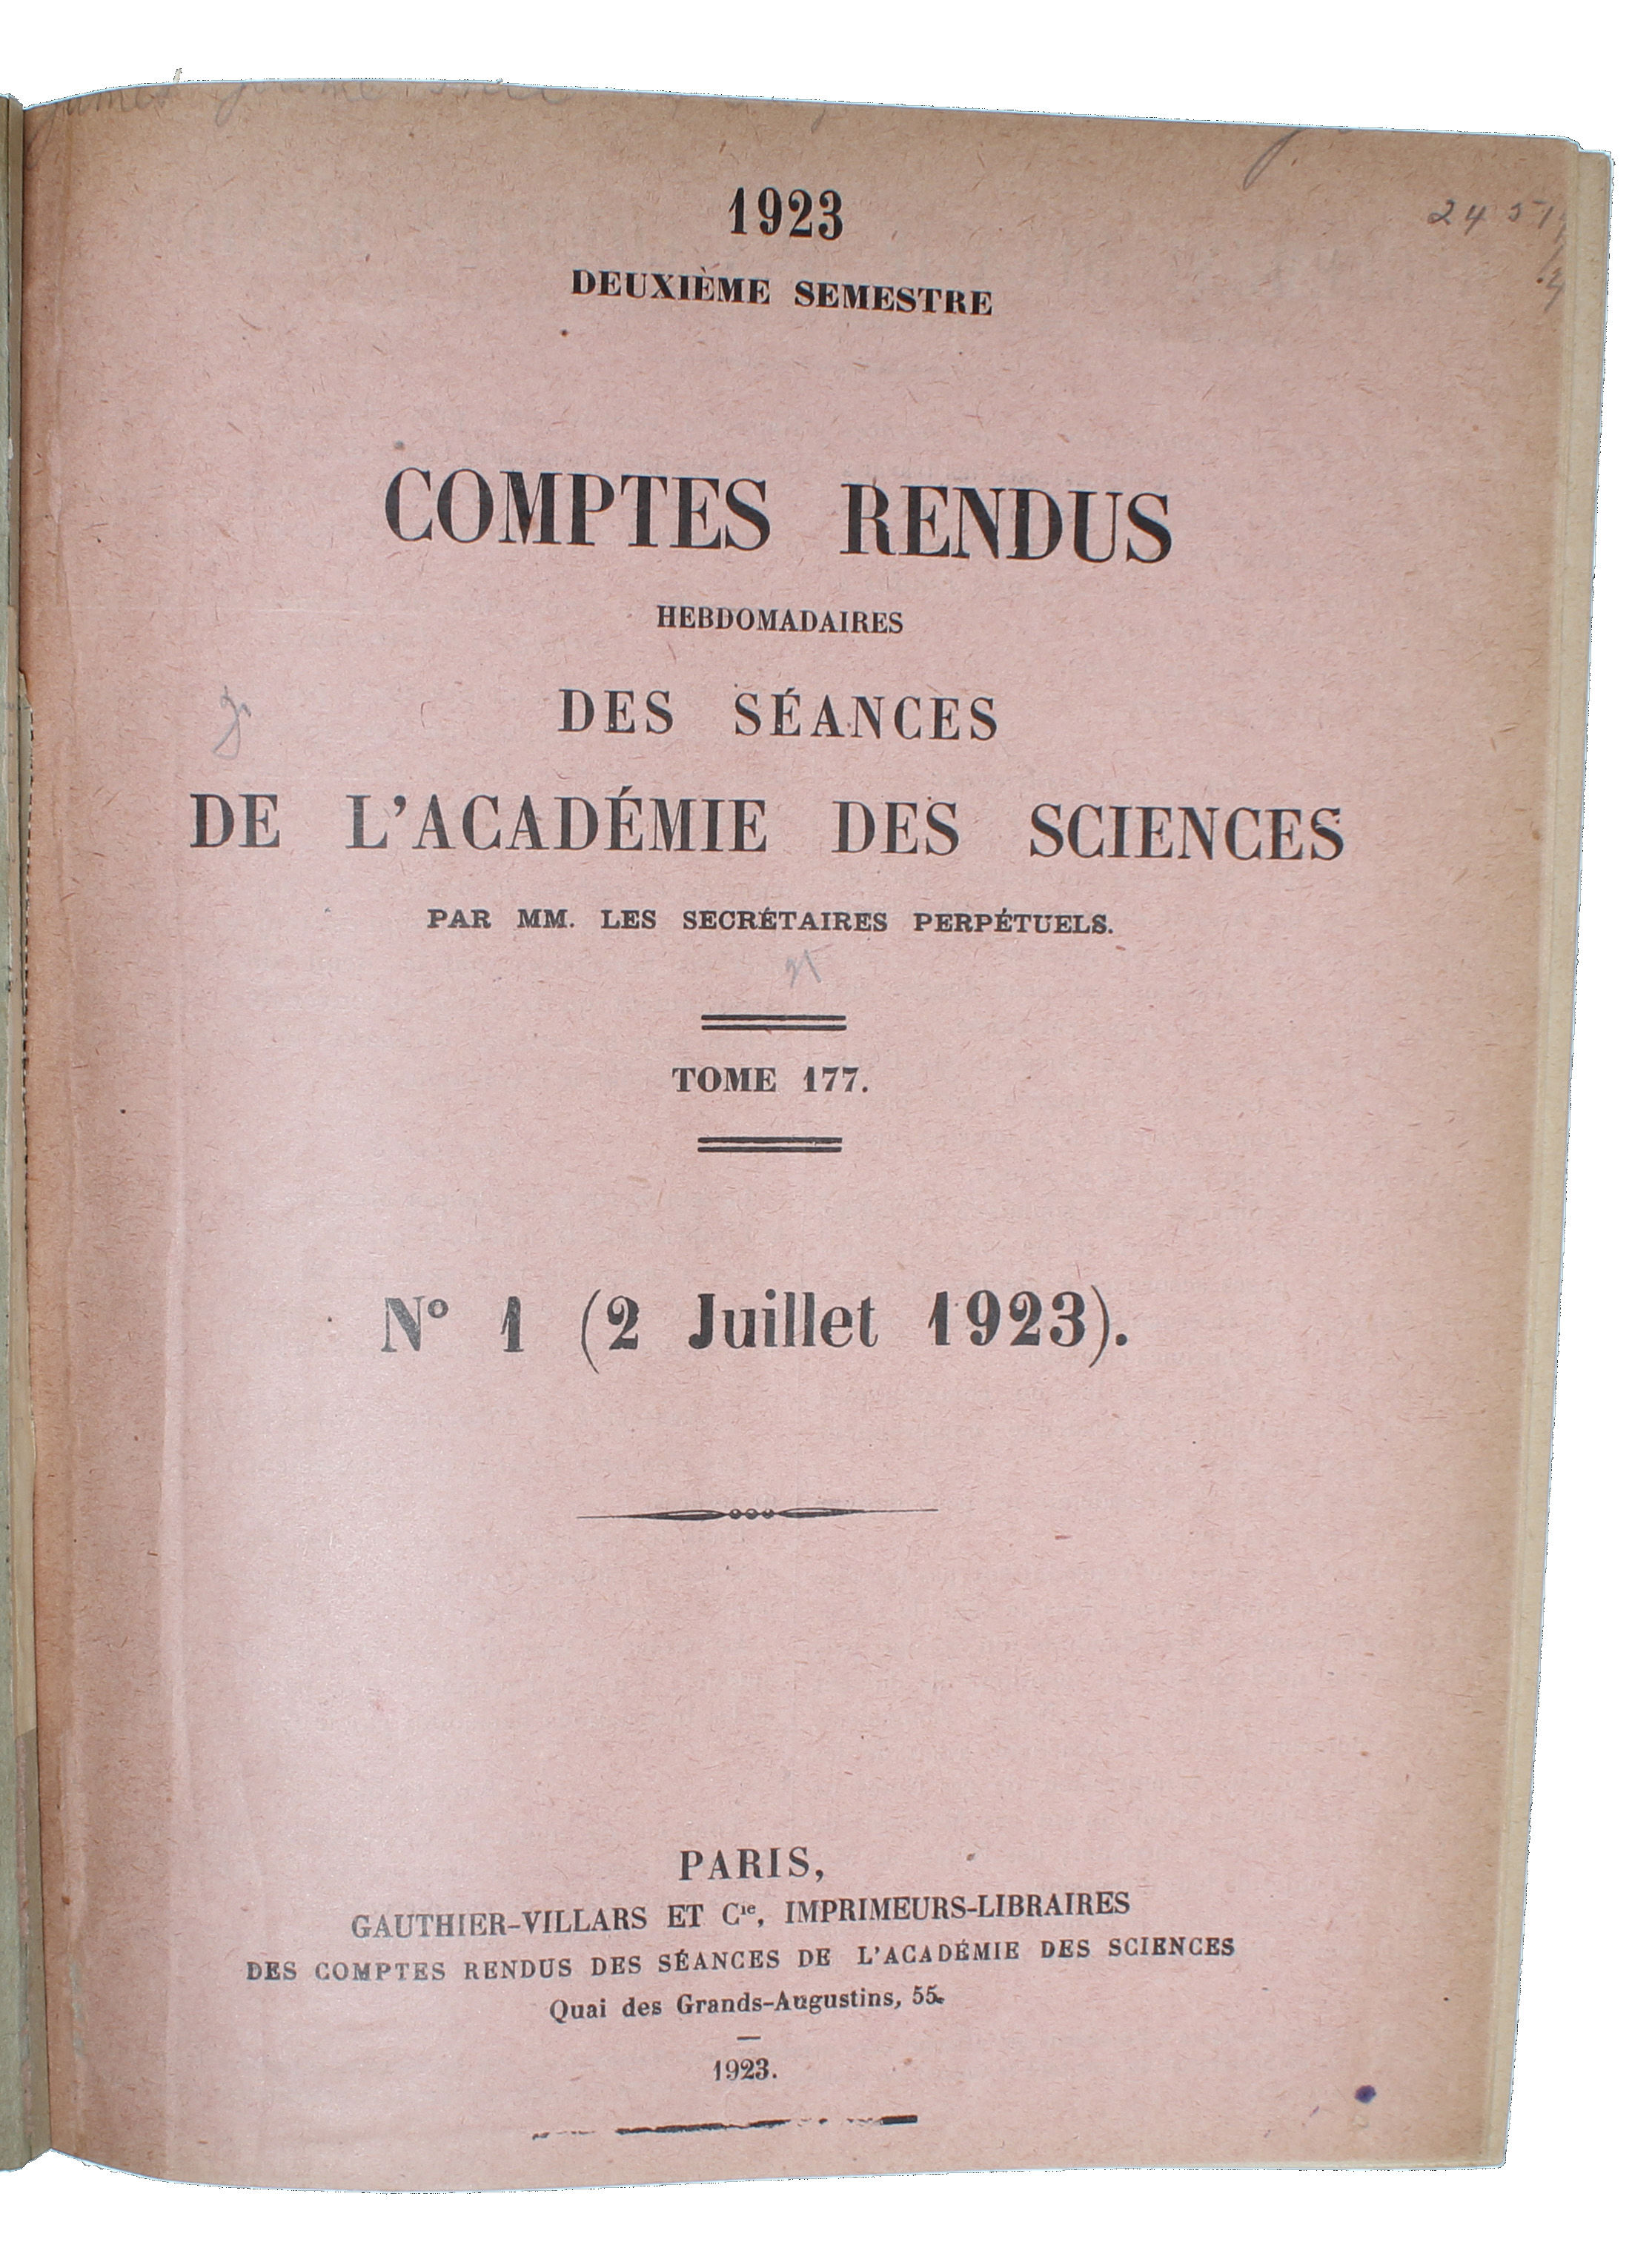 1923
DEUXIÈME SEMESTRE
COMPTES RENDUS
HEBDOMADAIRES
DES SÉANCES
DE L'ACADÉMIE DES SCIENCES
PAR MM. LES SECRÉTAIRES PERPÉTUELS.
TOME 177.
N° 1 (2 Juillet 1923).
PARIS,
GAUTHIER-VILLARS ET Cie, IMPRIMEURS-LIBRAIRES
DES COMPTES RENDUS DES SÉANCES DE L'ACADÉMIE DES SCIENCES
Quai des Grands-Augustins, 55.
1923.